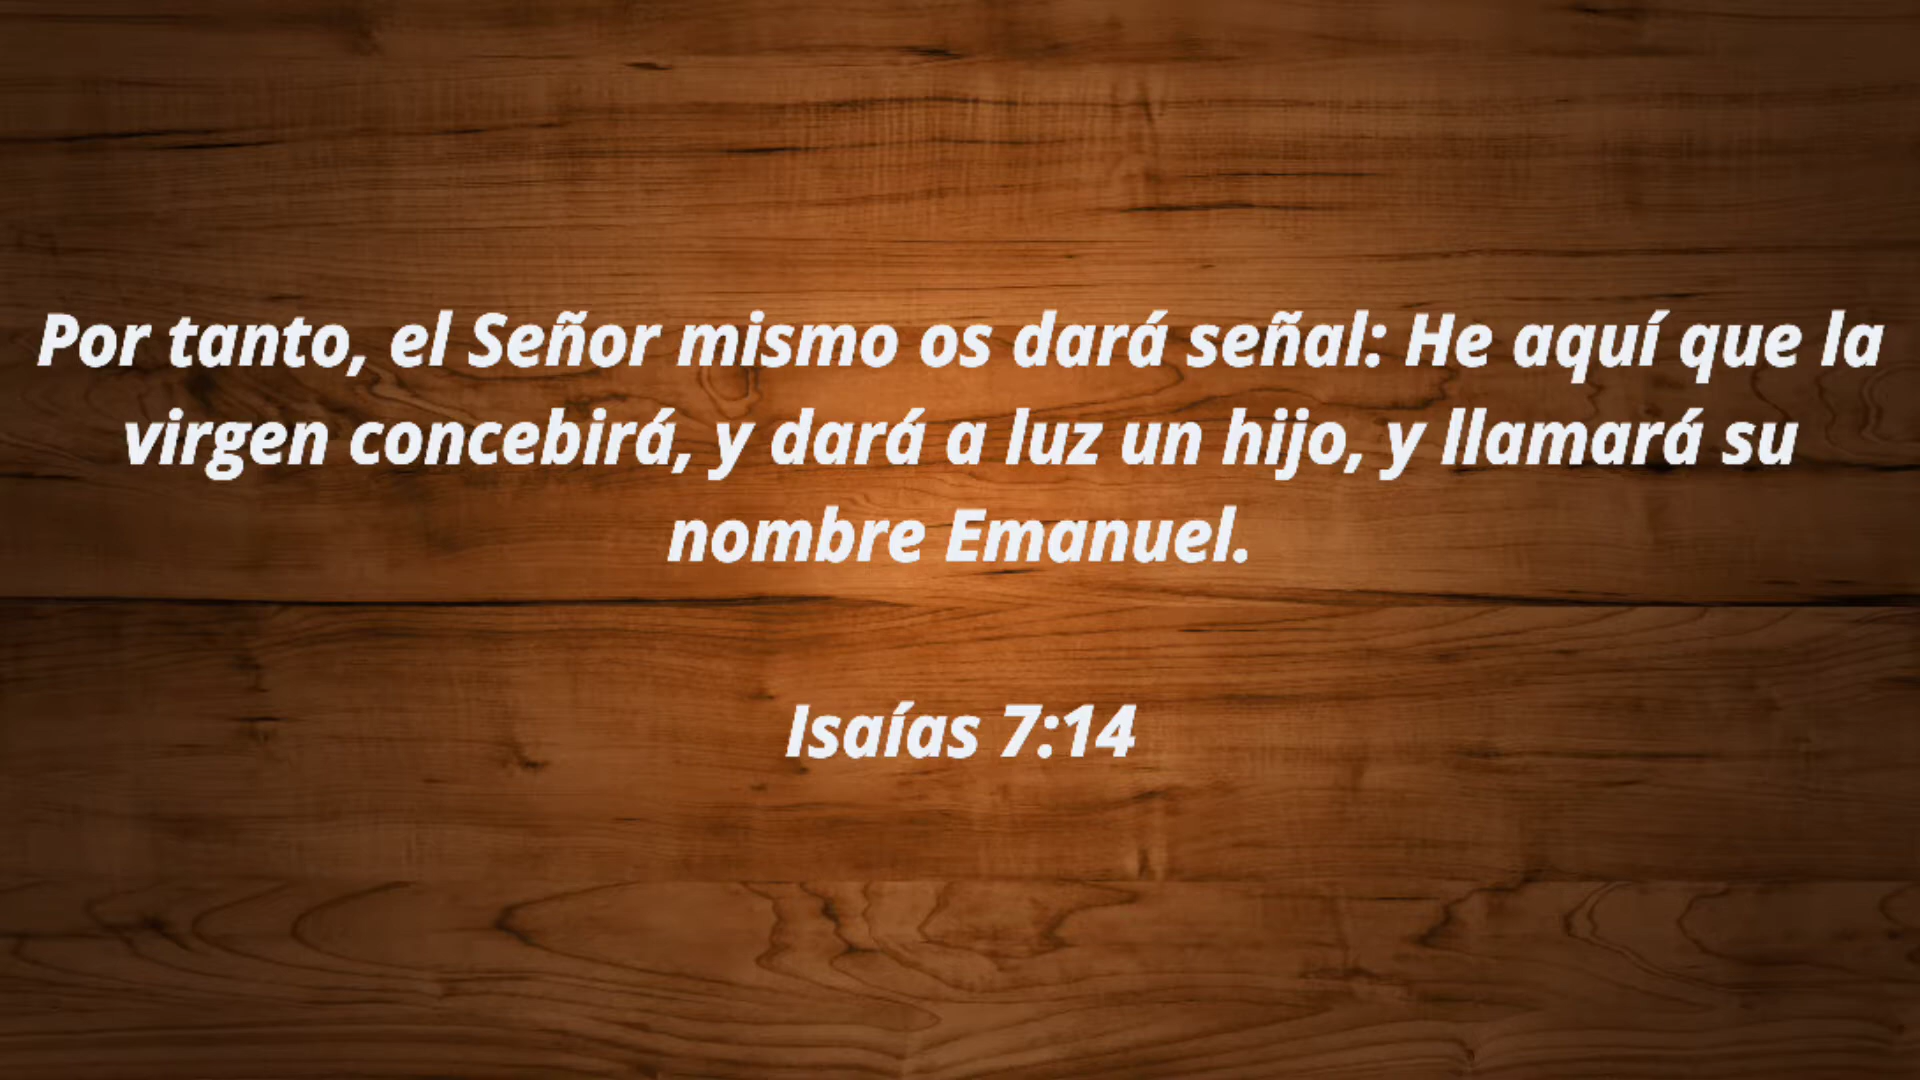 Por tanto, el Señor mismo os dará señal: He aquí que la
virgen concebirá, y dará a luz un hijo, y llamará su
nombre Emanuel.
Isaías 7:14